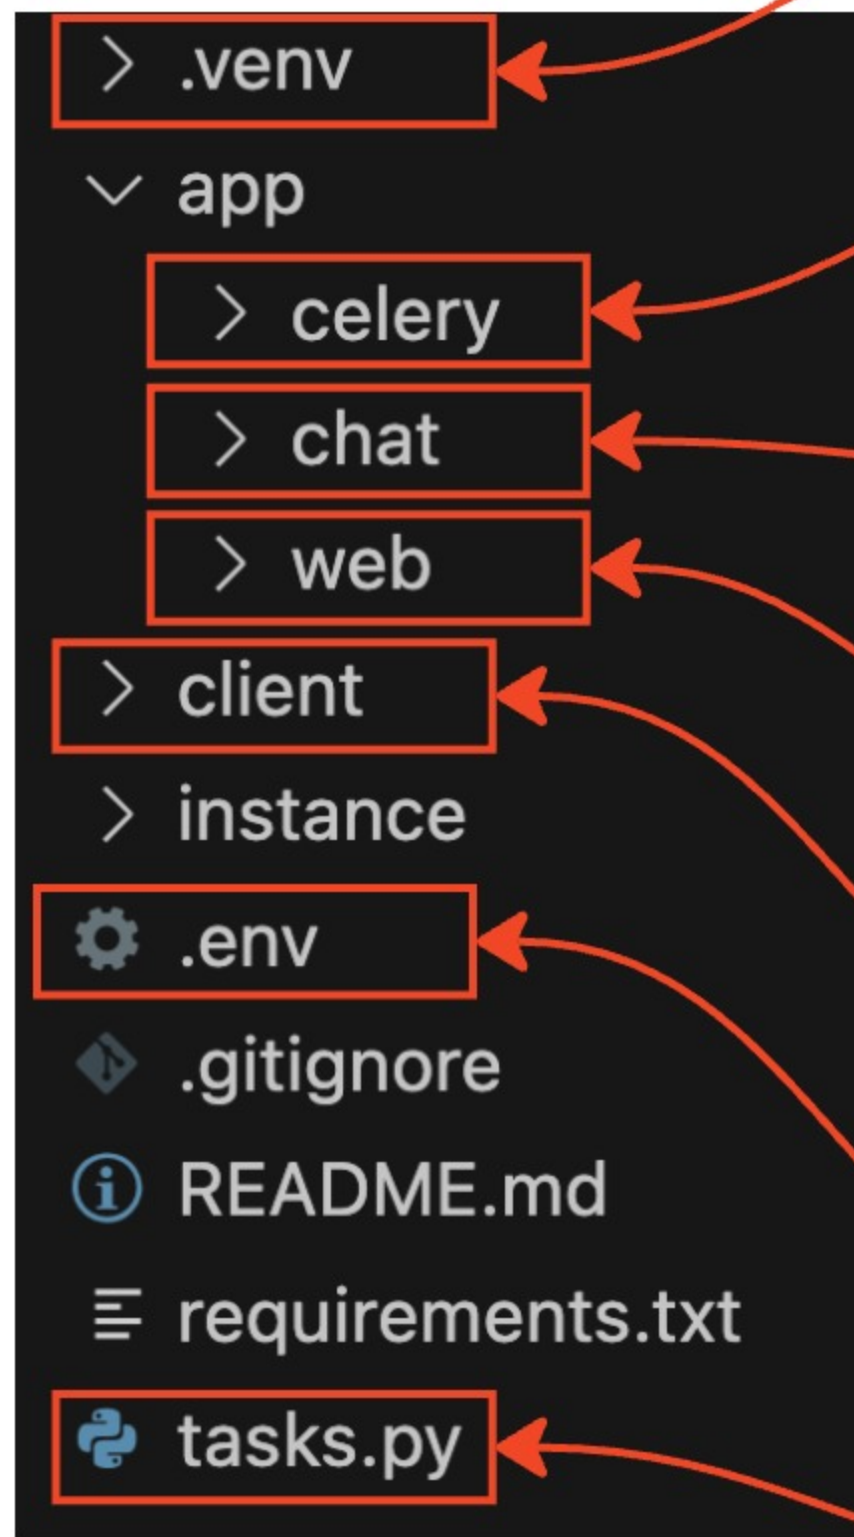 .venv
app
celery
chat
web
client
instance
.env
.gitignore
README.md
requirements.txt
tasks.py